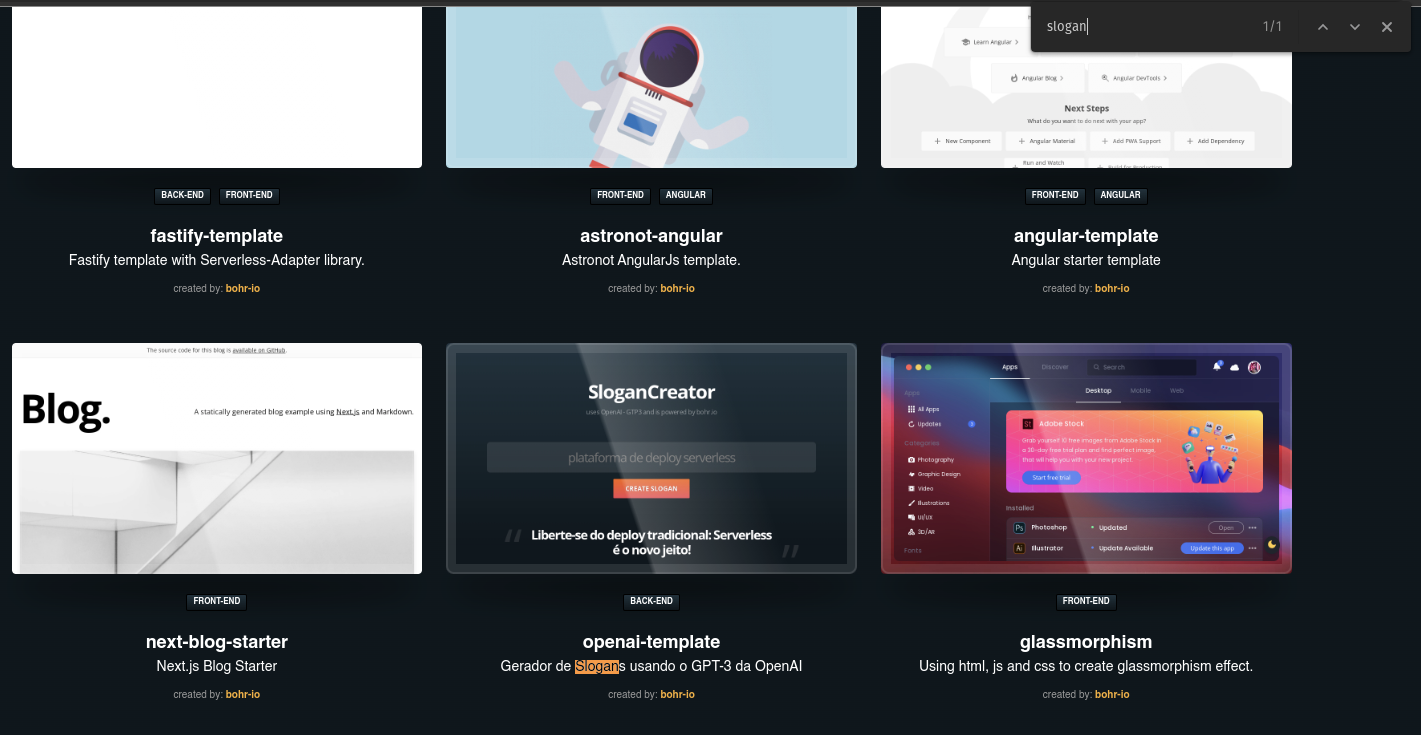 slogan
1/1
Learn Angular
Angular Blog
Angular DevTools
Next Steps
What do you want to do next with your app?
New Component
Angular Material
Add PWA Support
Add Dependency
Run and Watch
Build for Production
BACK-END FRONT-END
fastify-template
Fastify template with Serverless-Adapter library.
created by: bohr-io
FRONT-END ANGULAR
astronot-angular
Astronot AngularJs template.
created by: bohr-io
FRONT-END ANGULAR
angular-template
Angular starter template
created by: bohr-io
The source code for this blog is available on GitHub.
Blog.
A statically generated blog example using Next.js and Markdown.
FRONT-END
next-blog-starter
Next.js Blog Starter
created by: bohr-io
SloganCreator
uses OpenAI - GTP3 and is powered by bohr.io
plataforma de deploy serverless
CREATE SLOGAN
Liberte-se do deploy tradicional: Serverless
é o novo jeito!
BACK-END
openai-template
Gerador de Slogans usando o GPT-3 da OpenAI
created by: bohr-io
Apps
Discover
Search
Desktop
Mobile
Web
Apps
All Apps
Updates
Categories
Photography
Graphic Design
Video
Illustrations
UI/UX
3D/AR
Fonts
St
Adobe Stock
Grab yourself 10 free images from Adobe Stock in
a 30-day free trial plan and find perfect image,
that will help you with your new project.
Start free trial
Installed
Ps
Photoshop
Updated
Open
Ai
Illustrator
Update Available
Update this app
FRONT-END
glassmorphism
Using html, js and css to create glassmorphism effect.
created by: bohr-io